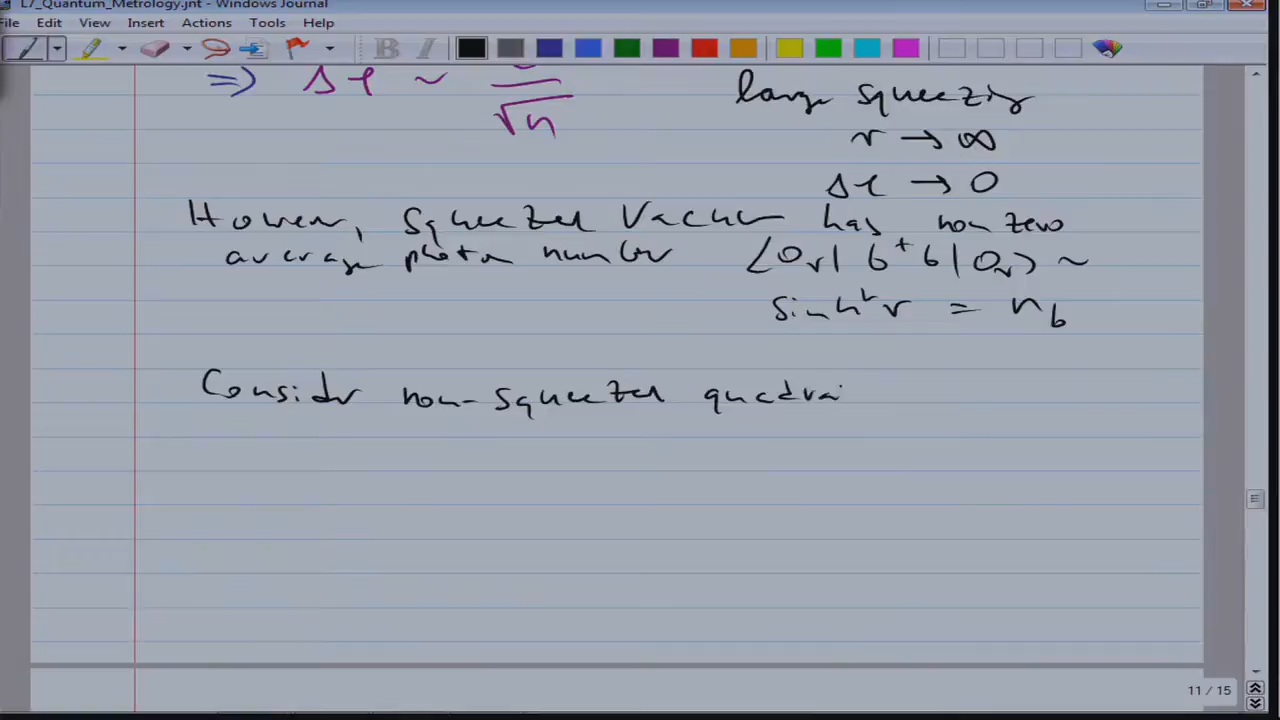 L7_Quantum_Metrology.jnt - Windows Journal
File Edit View Insert Actions Tools Help
⇒ Δφ ~ /√n
large squeezing
r → ∞
Δφ → 0
However, squeezed Vacuum has non zero
average photon number ⟨0r| b⁺b |0r⟩ ~
sinh²r = n_b
Consider non-squeezed quadra
11 / 15